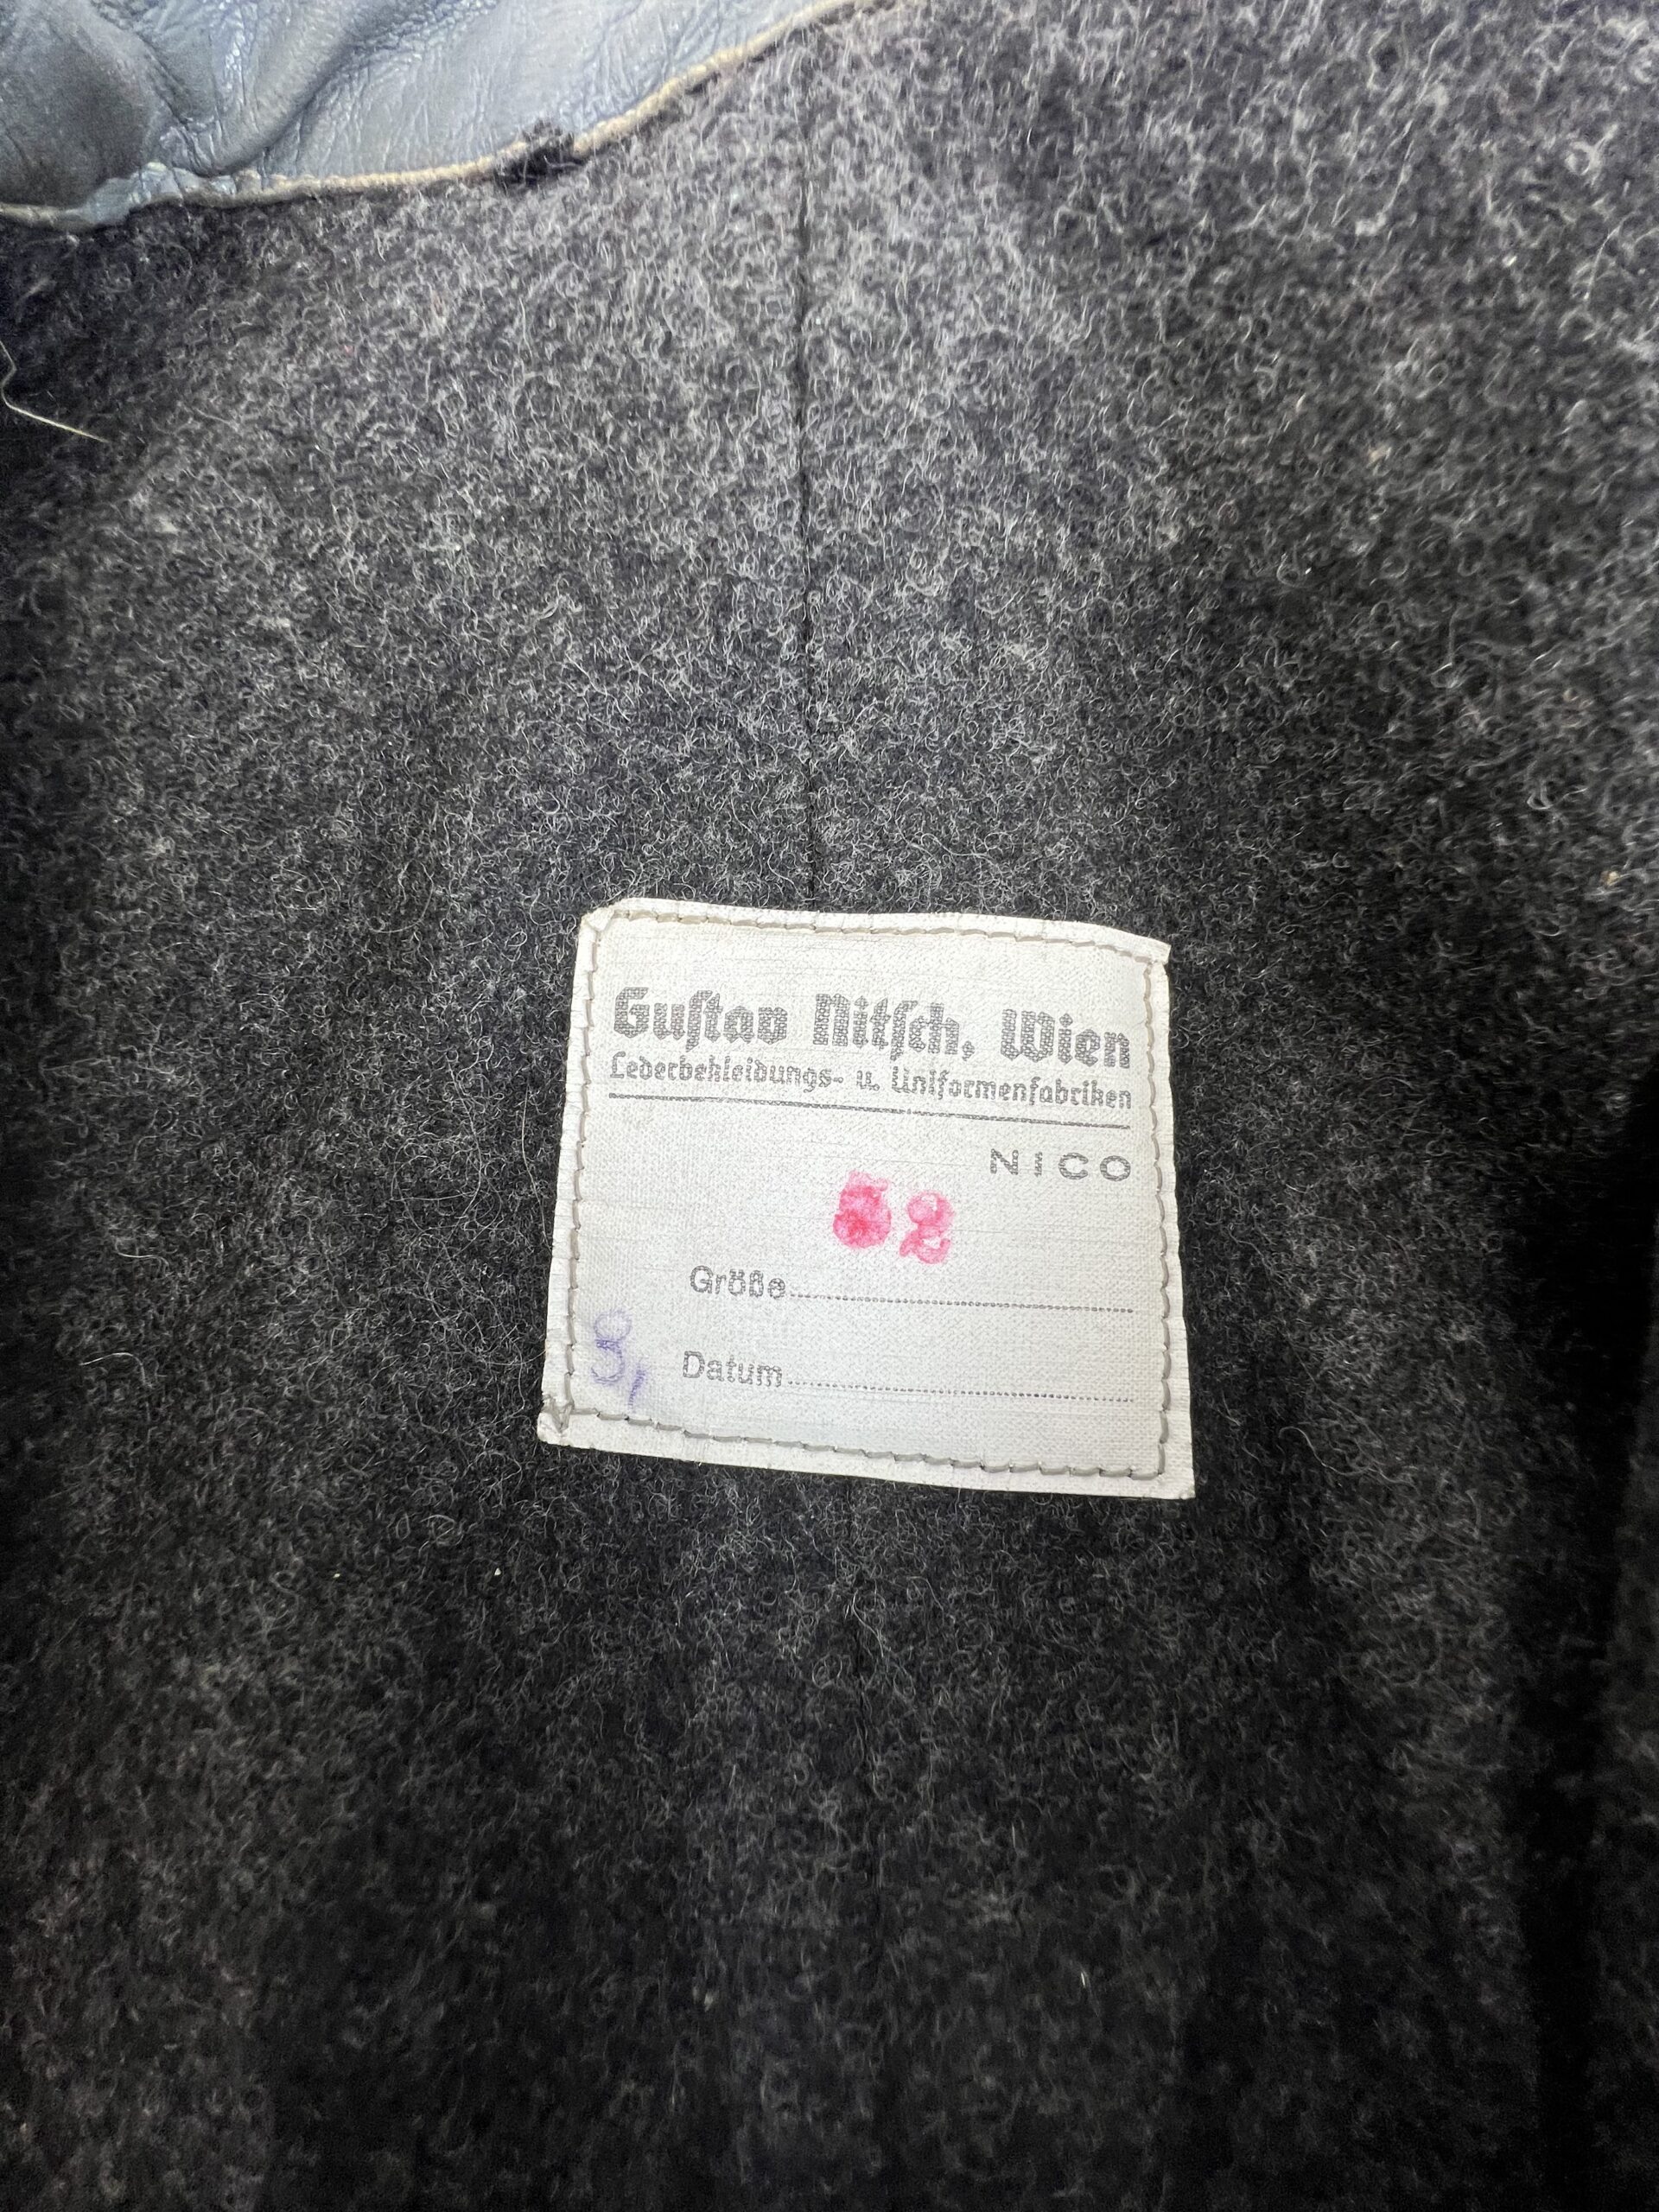 Guſtav Nitſch, Wien
Lederbekleidungs- u. Uniformenfabriken
NICO
52
Größe
Datum